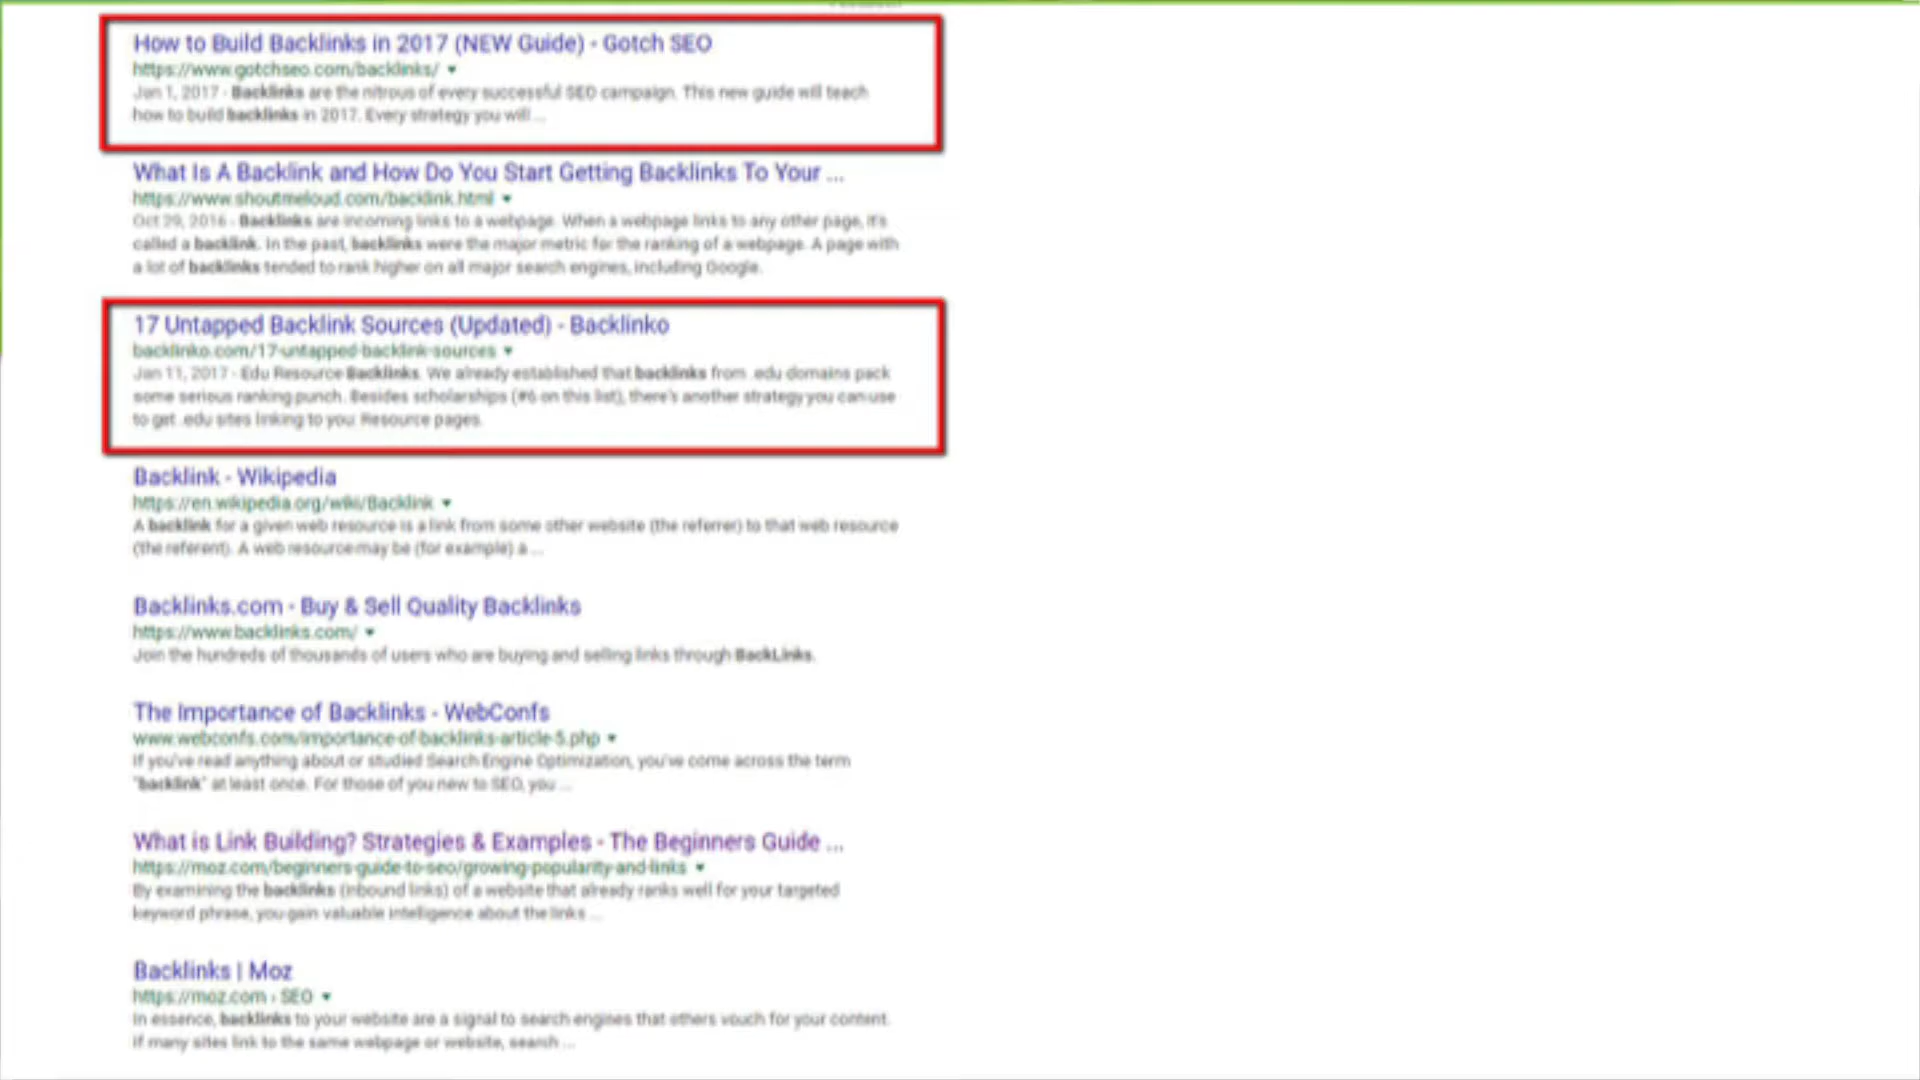 How to Build Backlinks in 2017 (NEW Guide) - Gotch SEO
https://www.gotchseo.com/backlinks/
Jan 1, 2017 - Backlinks are the nitrous of every successful SEO campaign. This new guide will teach
how to build backlinks in 2017. Every strategy you will ...
What Is A Backlink and How Do You Start Getting Backlinks To Your ...
https://www.shoutmeloud.com/backlink.html
Oct 29, 2016 - Backlinks are incoming links to a webpage. When a webpage links to any other page, it's
called a backlink. In the past, backlinks were the major metric for the ranking of a webpage. A page with
a lot of backlinks tended to rank higher on all major search engines, including Google.
17 Untapped Backlink Sources (Updated) - Backlinko
backlinko.com/17-untapped-backlink-sources
Jan 11, 2017 - Edu Resource Backlinks. We already established that backlinks from .edu domains pack
some serious ranking punch. Besides scholarships (#6 on this list), there's another strategy you can use
to get .edu sites linking to you: Resource pages.
Backlink - Wikipedia
https://en.wikipedia.org/wiki/Backlink
A backlink for a given web resource is a link from some other website (the referrer) to that web resource
(the referent). A web resource may be (for example) a ...
Backlinks.com - Buy & Sell Quality Backlinks
https://www.backlinks.com/
Join the hundreds of thousands of users who are buying and selling links through BackLinks.
The Importance of Backlinks - WebConfs
www.webconfs.com/importance-of-backlinks-article-5.php
If you've read anything about or studied Search Engine Optimization, you've come across the term
"backlink" at least once. For those of you new to SEO, you ...
What is Link Building? Strategies & Examples - The Beginners Guide ...
https://moz.com/beginners-guide-to-seo/growing-popularity-and-links
By examining the backlinks (inbound links) of a website that already ranks well for your targeted
keyword phrase, you gain valuable intelligence about the links ...
Backlinks | Moz
https://moz.com › SEO
In essence, backlinks to your website are a signal to search engines that others vouch for your content.
If many sites link to the same webpage or website, search ...